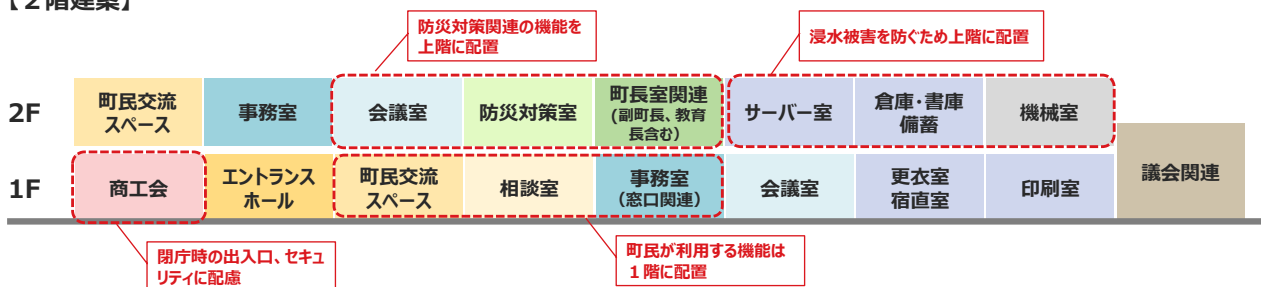 【２階建築】
防災対策関連の機能を
上階に配置
浸水被害を防ぐため上階に配置
2F
町民交流
スペース
事務室
会議室
防災対策室
町長室関連
(副町長、教育
長含む)
サーバー室
倉庫・書庫
備蓄
機械室
1F
商工会
エントランス
ホール
町民交流
スペース
相談室
事務室
(窓口関連)
会議室
更衣室
宿直室
印刷室
議会関連
閉庁時の出入口、セキュ
リティに配慮
町民が利用する機能は
１階に配置